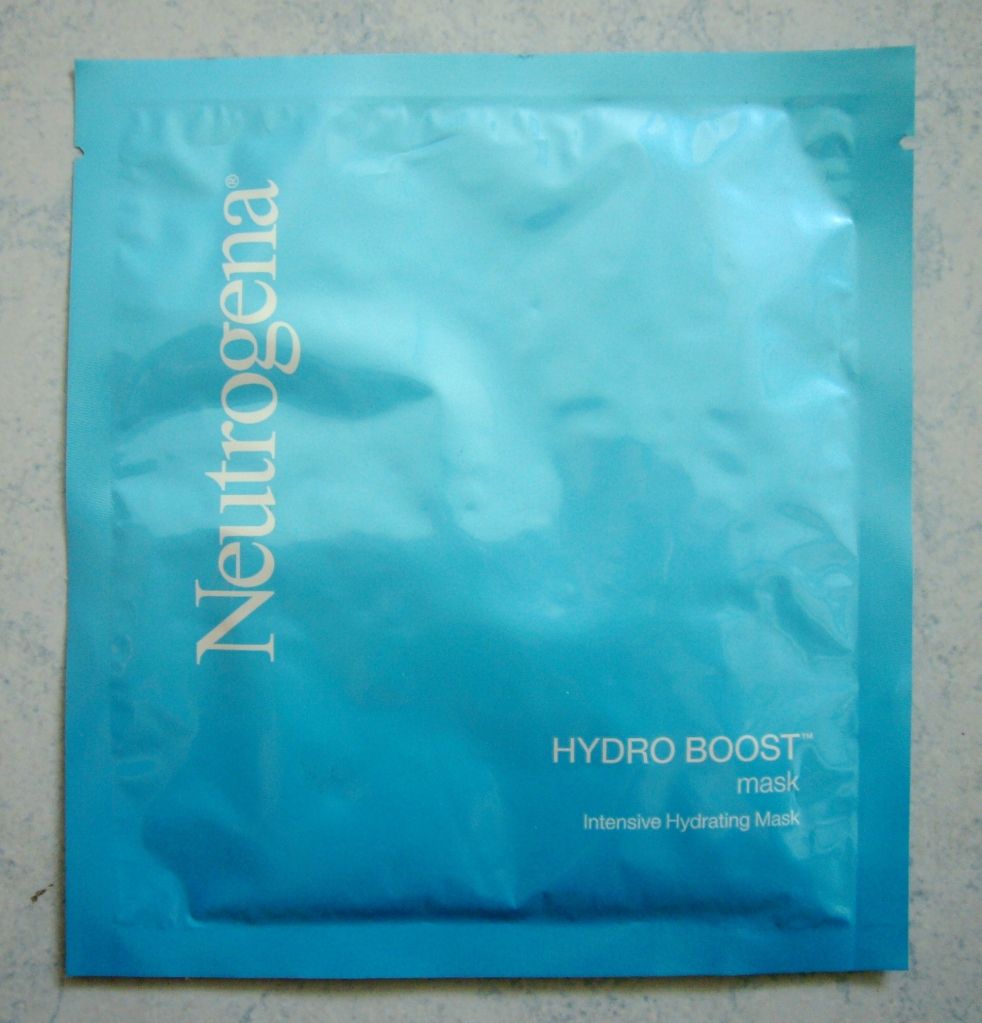 Neutrogena®
HYDRO BOOST™
mask
Intensive Hydrating Mask